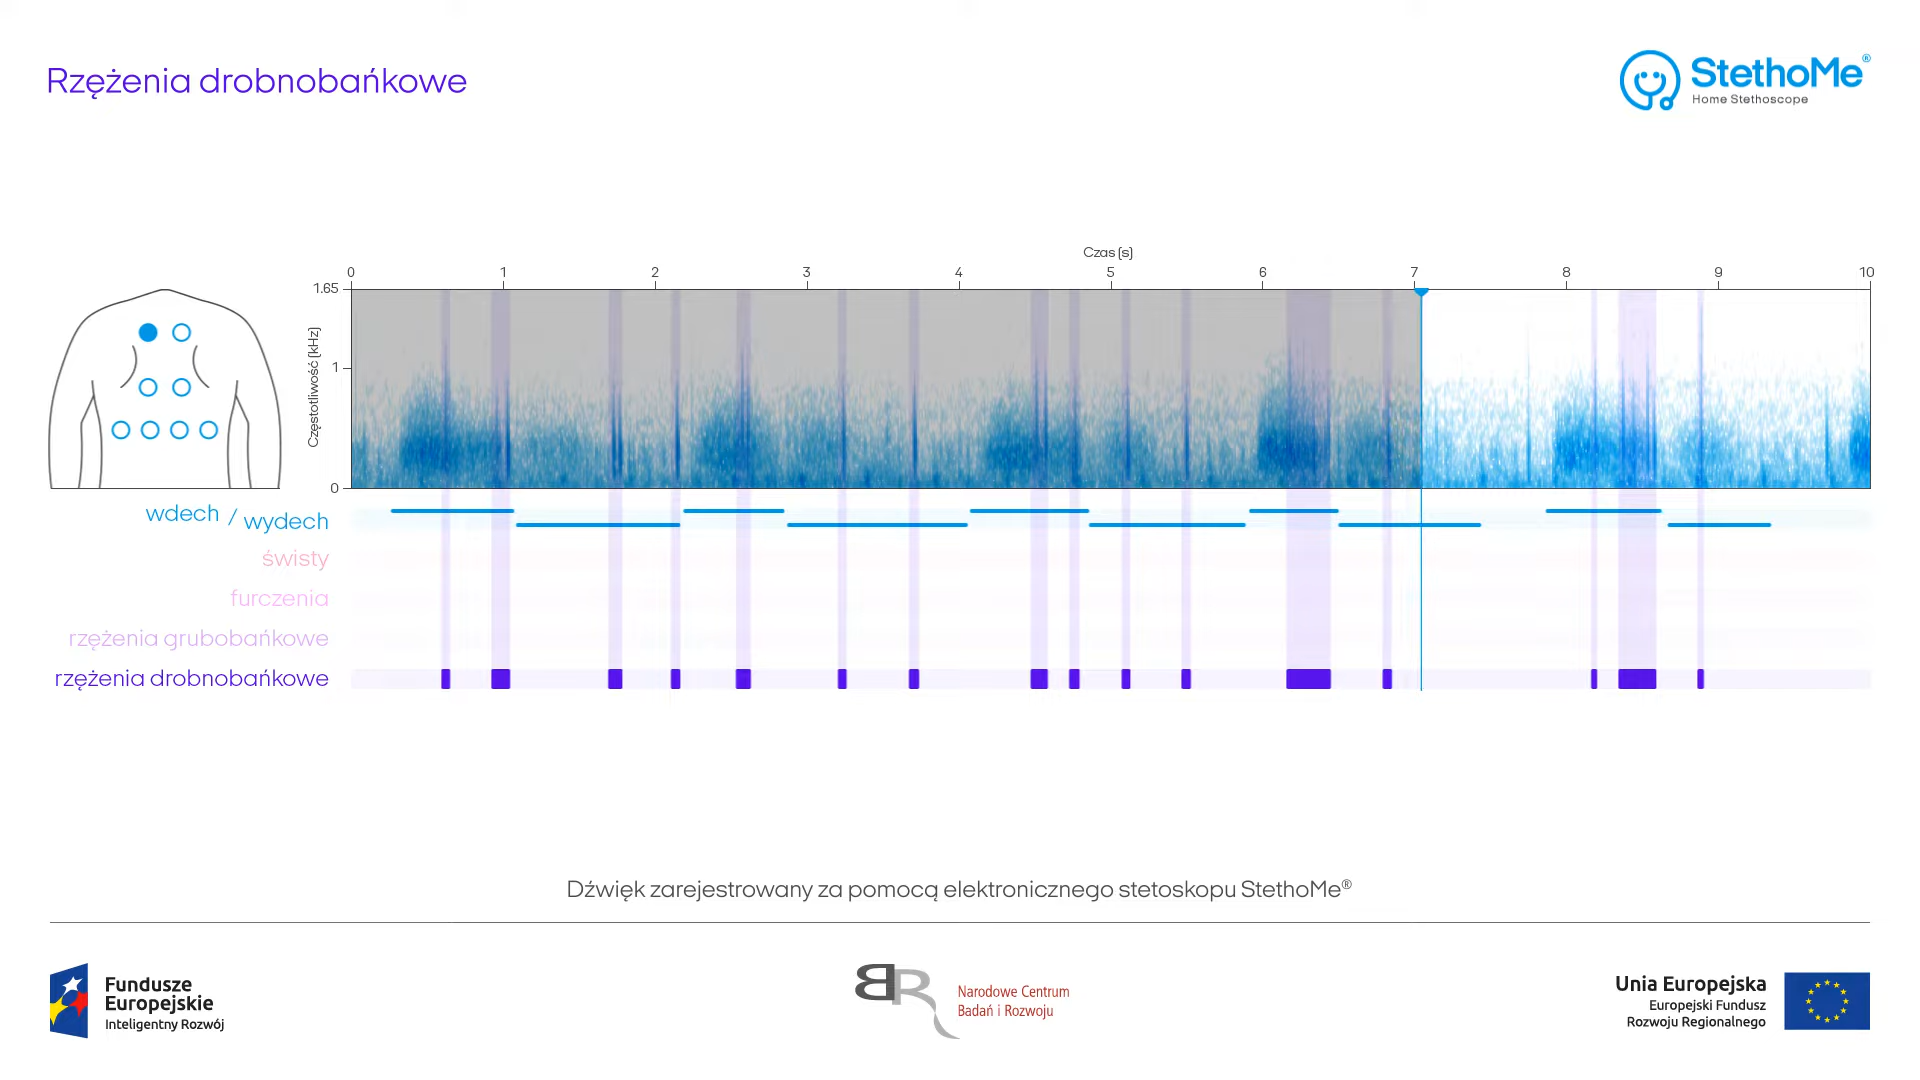 Rzężenia drobnobańkowe
StethoMe®
Home Stethoscope
Czas [s]
0 1 2 3 4 5 6 7 8 9 10
1.65
1
0
Częstotliwość [kHz]
wdech / wydech
świsty
furczenia
rzężenia grubobańkowe
rzężenia drobnobańkowe
Dźwięk zarejestrowany za pomocą elektronicznego stetoskopu StethoMe®
Fundusze
Europejskie
Inteligentny Rozwój
BR
Narodowe Centrum
Badań i Rozwoju
Unia Europejska
Europejski Fundusz
Rozwoju Regionalnego